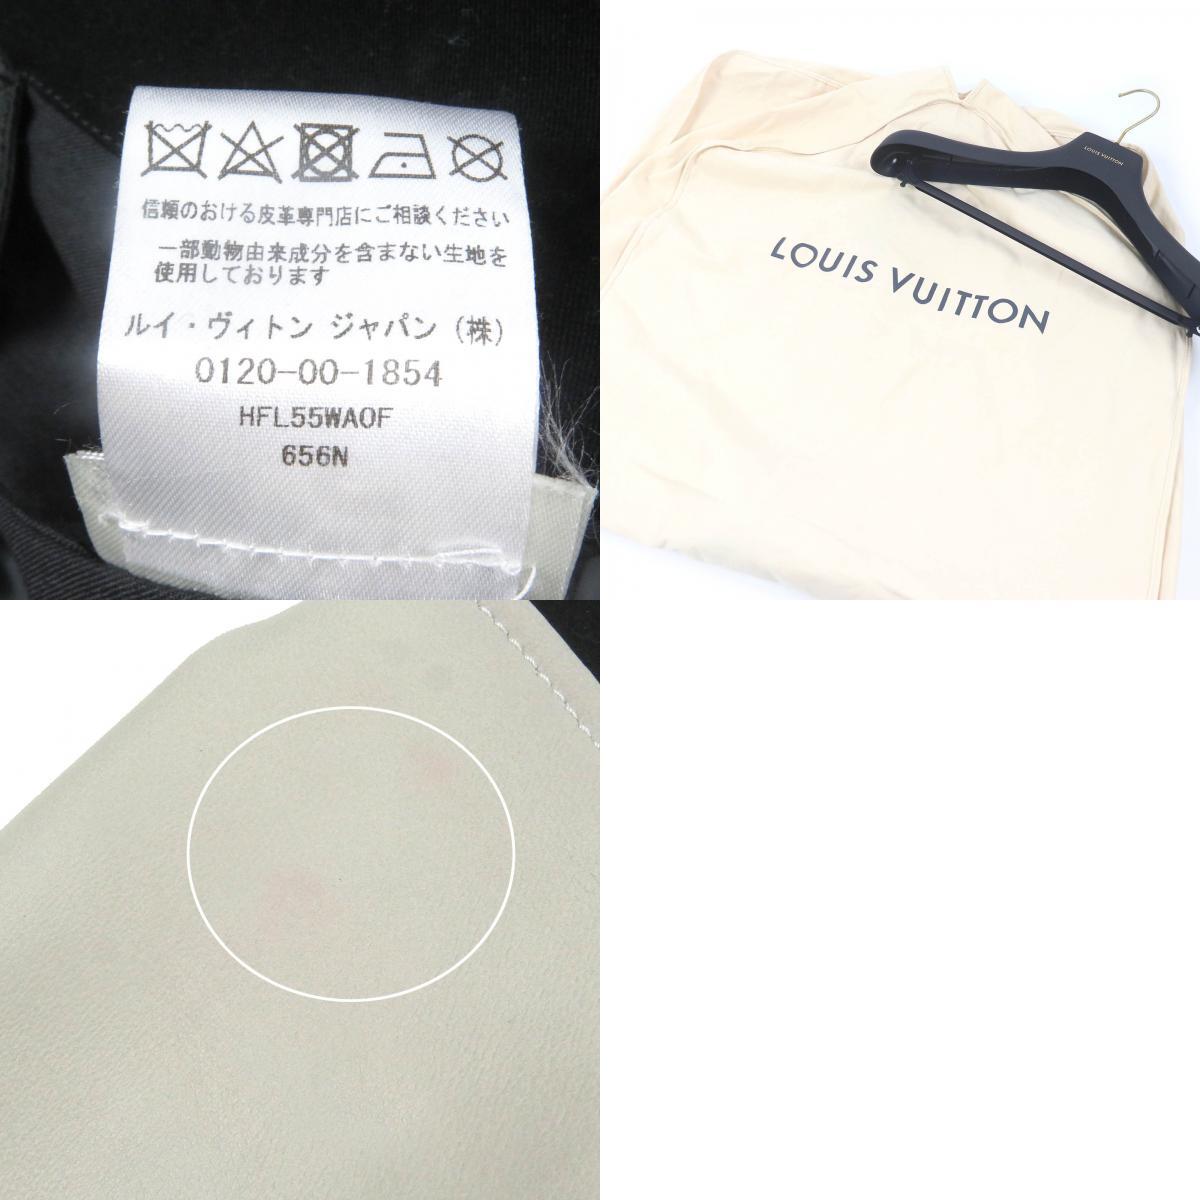 信頼のおける皮革専門店にご相談ください
一部動物由来成分を含まない生地を
使用しております
ルイ・ヴィトン ジャパン (株)
0120-00-1854
HFL55WAOF
656N
LOUIS VUITTON
LOUIS VUITTON